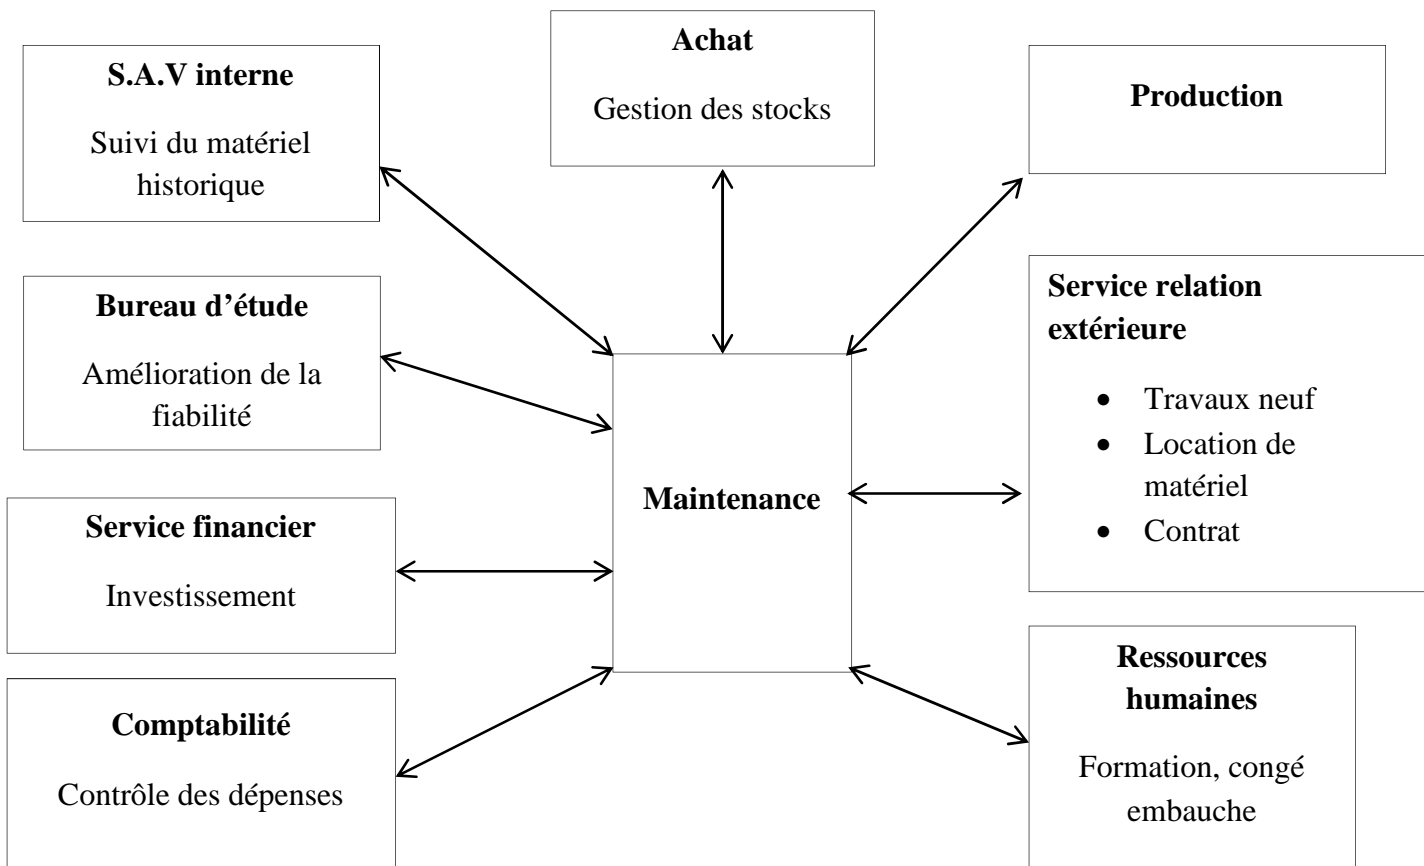 S.A.V interne
Suivi du matériel
historique
Achat
Gestion des stocks
Production
Bureau d’étude
Amélioration de la
fiabilité
Service relation
extérieure
• Travaux neuf
• Location de
matériel
• Contrat
Maintenance
Service financier
Investissement
Comptabilité
Contrôle des dépenses
Ressources
humaines
Formation, congé
embauche